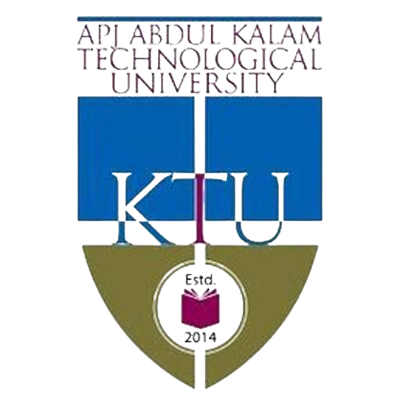 APJ ABDUL KALAM
TECHNOLOGICAL
UNIVERSITY
KTU
Estd.
2014